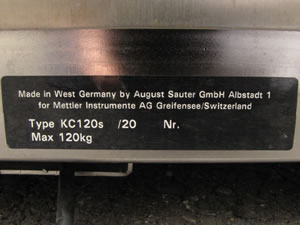 Made in West Germany by August Sauter GmbH Albstadt 1
for Mettler Instrumente AG Greifensee/Switzerland
Type KC120s /20 Nr.
Max 120kg